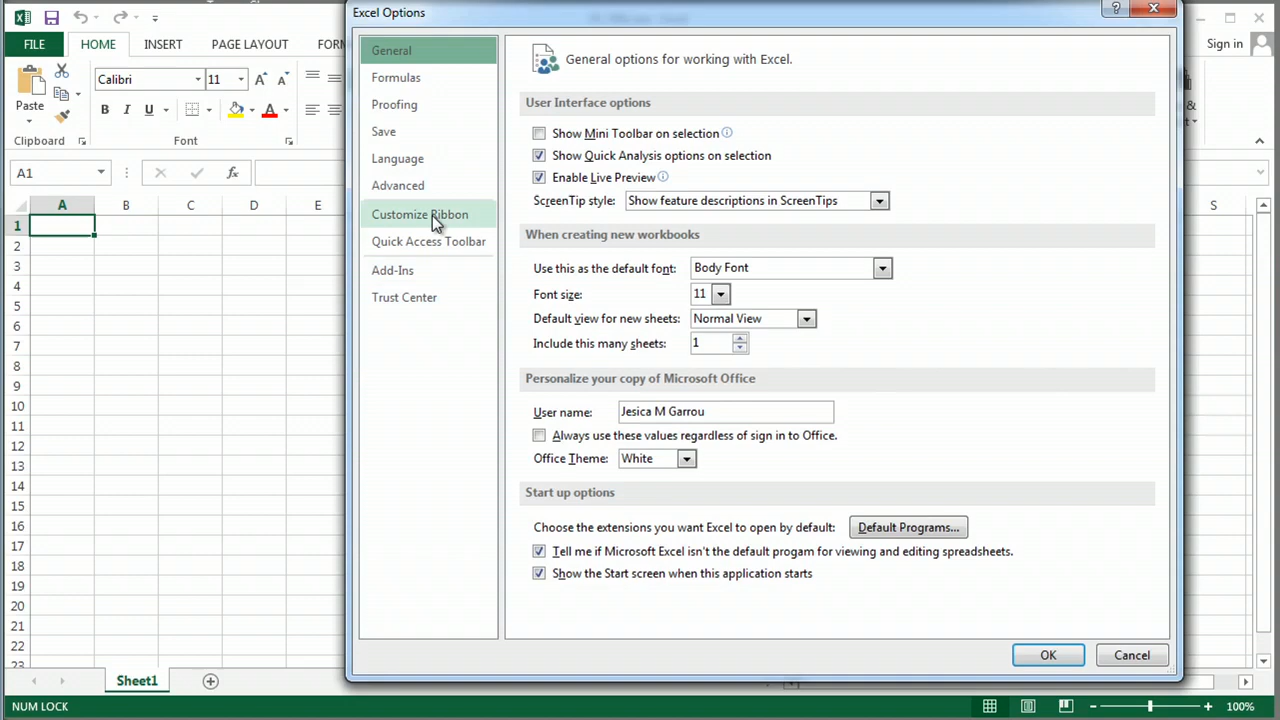 Excel Options
Sign in
FILE HOME INSERT PAGE LAYOUT FORM
Calibri 11
Paste
B I U A
Clipboard Font
A1 fx
A B C D E S
1
2
3
4
5
6
7
8
9
10
11
12
13
14
15
16
17
18
19
20
21
22
23
General
Formulas
Proofing
Save
Language
Advanced
Customize Ribbon
Quick Access Toolbar
Add-Ins
Trust Center
General options for working with Excel.
User Interface options
Show Mini Toolbar on selection
Show Quick Analysis options on selection
Enable Live Preview
ScreenTip style: Show feature descriptions in ScreenTips
When creating new workbooks
Use this as the default font: Body Font
Font size: 11
Default view for new sheets: Normal View
Include this many sheets: 1
Personalize your copy of Microsoft Office
User name: Jesica M Garrou
Always use these values regardless of sign in to Office.
Office Theme: White
Start up options
Choose the extensions you want Excel to open by default: Default Programs...
Tell me if Microsoft Excel isn't the default progam for viewing and editing spreadsheets.
Show the Start screen when this application starts
OK Cancel
Sheet1
NUM LOCK 100%